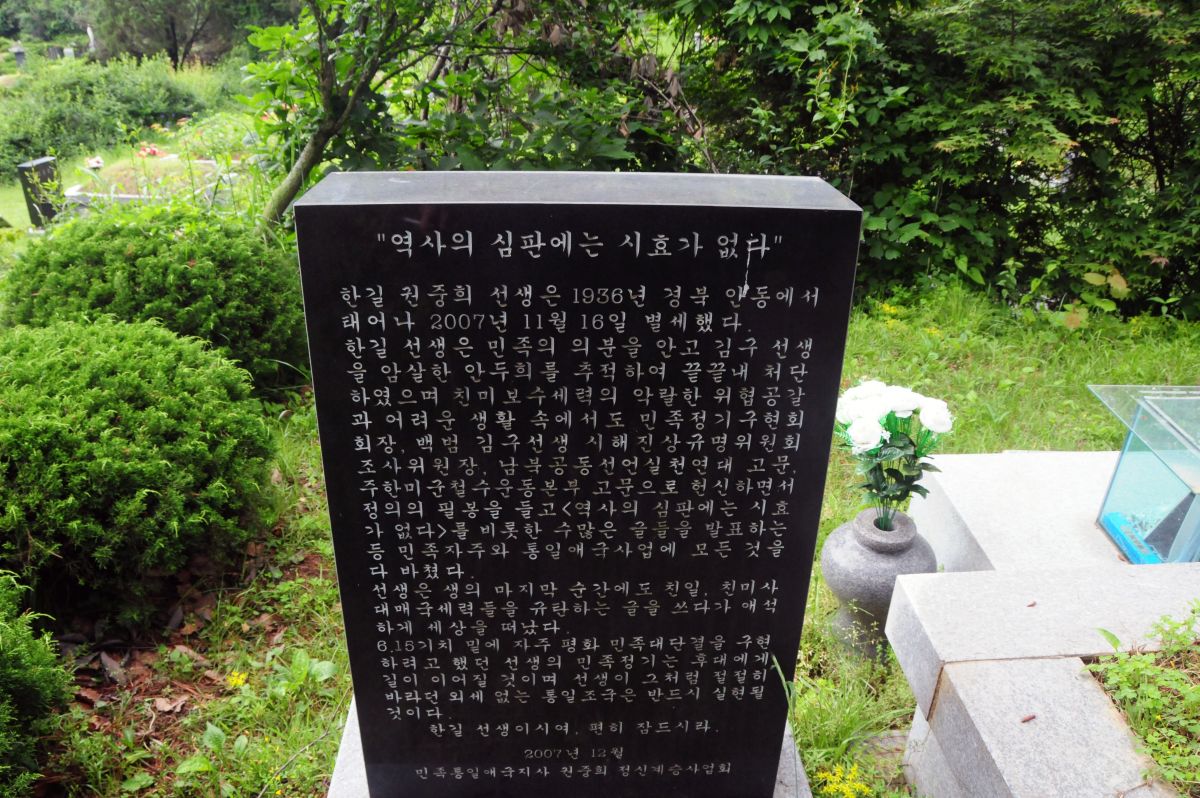 "역사의 심판에는 시효가 없다"
한길 권중희 선생은 1936년 경북 안동에서
태어나 2007년 11월 16일 별세했다.
한길 선생은 민족의 의분을 안고 김구 선생
을 암살한 안두희를 추적하여 끝끝내 처단
하였으며 친미보수세력의 악랄한 위협공갈
과 어려운 생활 속에서도 민족정기구현회
회장, 백범 김구선생 시해진상규명위원회
조사위원장, 남북공동선언실천연대 고문,
주한미군철수운동본부 고문으로 헌신하면서
정의의 필봉을 들고<역사의 심판에는 시효
가 없다>를 비롯한 수많은 글들을 발표하는
등 민족자주와 통일애국사업에 모든 것을
다 바쳤다.
선생은 생의 마지막 순간에도 친일, 친미사
대매국세력들을 규탄하는 글을 쓰다가 애석
하게 세상을 떠났다.
6.15기치 밑에 자주 평화 민족대단결을 구현
하려고 했던 선생의 민족정기는 후대에게
길이 이어질 것이며 선생이 그처럼 절절히
바라던 외세 없는 통일조국은 반드시 실현될
것이다.
한길 선생이시여, 편히 잠드시라.
2007년 12월
민족통일애국지사 권중희 정신계승사업회